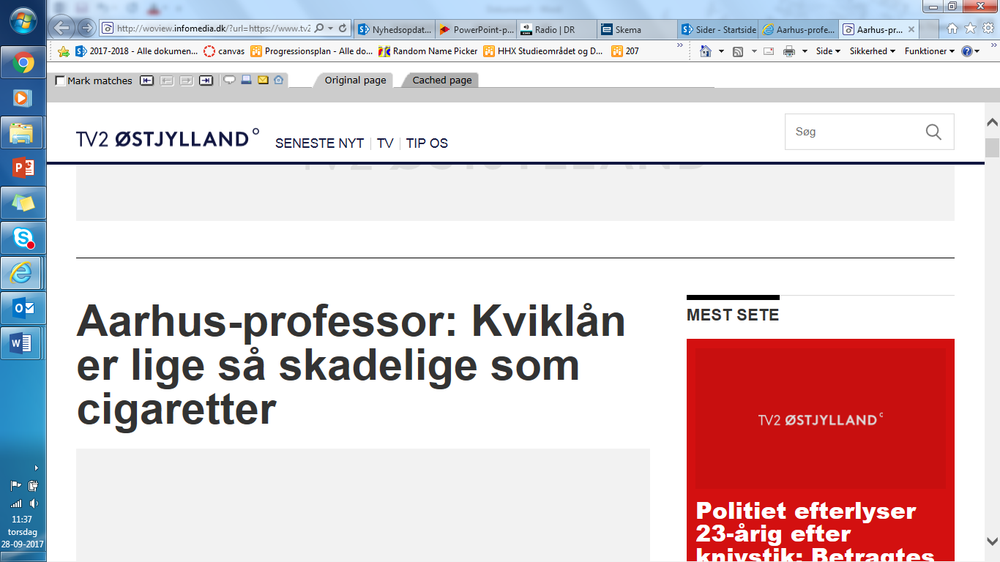 http://woview.infomedia.dk/?url=https://www.tv2
Nyhedsopdat...
PowerPoint-p...
Radio | DR
Skema
Sider - Startside
Aarhus-profe...
Aarhus-pr...
2017-2018 - Alle dokumen...
canvas
Progressionsplan - Alle do...
Random Name Picker
HHX Studieområdet og D...
207
Side
Sikkerhed
Funktioner
Mark matches
Original page
Cached page
TV2 ØSTJYLLAND
SENESTE NYT | TV | TIP OS
Søg
Aarhus-professor: Kviklån
er lige så skadelige som
cigaretter
MEST SETE
TV2 ØSTJYLLAND
Politiet efterlyser
23-årig efter
knivstik: Betragtes
11:37
torsdag
28-09-2017